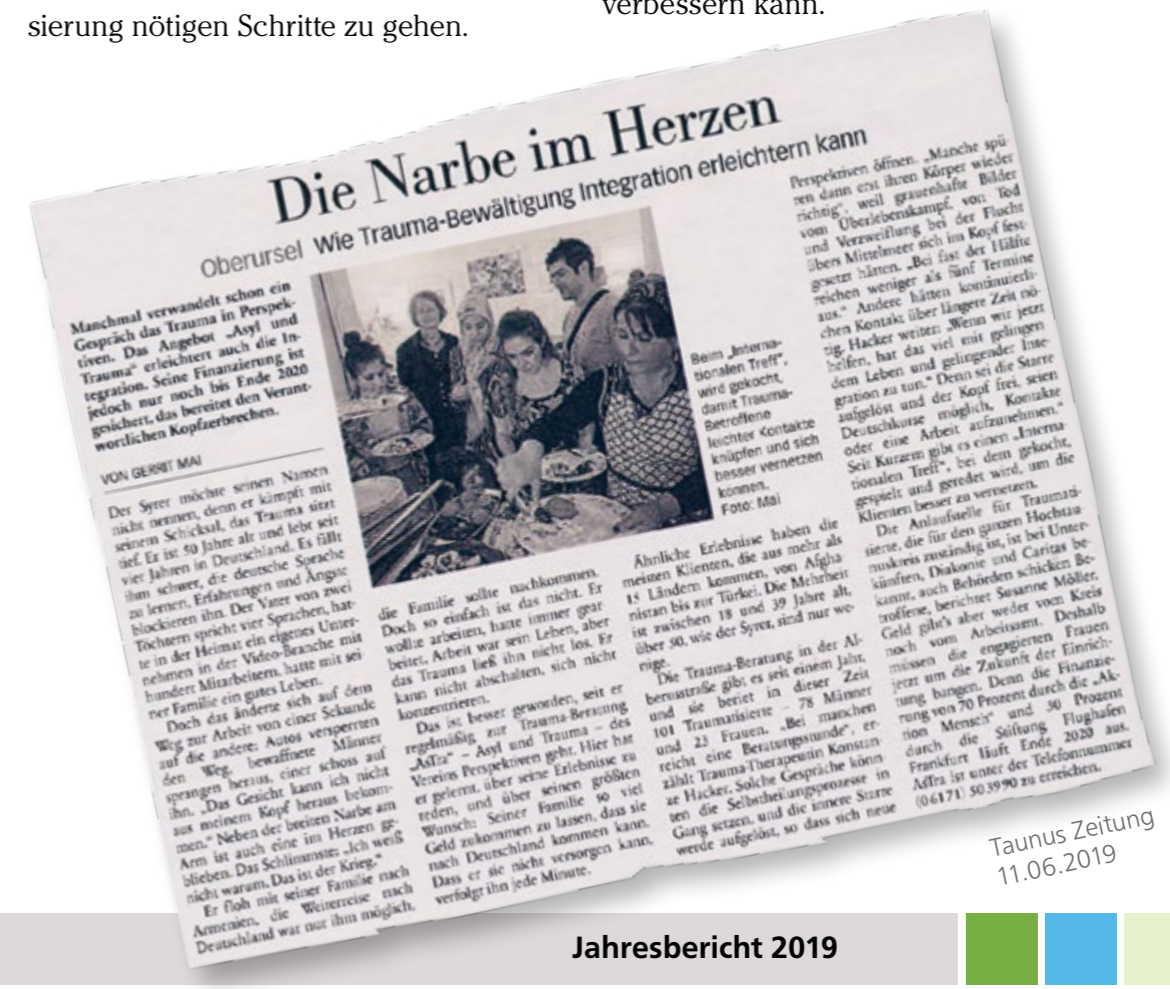 sierung nötigen Schritte zu gehen.
verbessern kann.
Die Narbe im Herzen
Oberursel Wie Trauma-Bewältigung Integration erleichtern kann
Manchmal verwandelt schon ein
Gespräch das Trauma in Perspek-
tiven. Das Angebot „Asyl und
Trauma“ erleichtert auch die In-
tegration. Seine Finanzierung ist
jedoch nur noch bis Ende 2020
gesichert, das bereitet den Verant-
wortlichen Kopfzerbrechen.
VON GERRIT MAI
Der Syrer möchte seinen Namen
nicht nennen, denn er kämpft mit
seinem Schicksal, das Trauma sitzt
tief. Er ist 50 Jahre alt und lebt seit
vier Jahren in Deutschland. Es fällt
ihm schwer, die deutsche Sprache
zu lernen, Erfahrungen und Ängste
blockieren ihn. Der Vater von zwei
Töchtern spricht vier Sprachen, hat-
te in der Heimat ein eigenes Unter-
nehmen in der Video-Branche mit
hundert Mitarbeitern, hatte mit sei-
ner Familie ein gutes Leben.
Doch das änderte sich auf dem
Weg zur Arbeit von einer Sekunde
auf die andere: Autos versperrten
den Weg, bewaffnete Männer
sprangen heraus, einer schoss auf
ihn. „Das Gesicht kann ich nicht
aus meinem Kopf heraus bekom-
men.“ Neben der breiten Narbe am
Arm ist auch eine im Herzen ge-
blieben. Das Schlimmste: „Ich weiß
nicht warum. Das ist der Krieg.“
Er floh mit seiner Familie nach
Armenien, die Weiterreise nach
Deutschland war nur ihm möglich,
die Familie sollte nachkommen.
Doch so einfach ist das nicht. Er
wollte arbeiten, hatte immer gear
beitet. Arbeit war sein Leben, aber
das Trauma ließ ihn nicht los. Er
kann nicht abschalten, sich nicht
konzentrieren.
Das ist besser geworden, seit er
regelmäßig zur Trauma-Beratung
„AsTra“ – Asyl und Trauma – des
Vereins Perspektiven geht. Hier hat
er gelernt, über seine Erlebnisse zu
reden, und über seinen größten
Wunsch: Seiner Familie so viel
Geld zukommen zu lassen, dass sie
nach Deutschland kommen kann.
Dass er sie nicht versorgen kann,
verfolgt ihn jede Minute.
Beim „Interna-
tionalen Treff“,
wird gekocht,
damit Trauma-
Betroffene
leichter Kontakte
knüpfen und sich
besser vernetzen
können.
Foto: Mai
Ähnliche Erlebnisse haben die
meisten Klienten, die aus mehr als
15 Ländern kommen, von Afgha
nistan bis zur Türkei. Die Mehrheit
ist zwischen 18 und 39 Jahre alt,
über 50, wie der Syrer, sind nur we-
nige.
Die Trauma-Beratung in der Al-
berusstraße gibt es seit einem Jahr,
und sie beriet in dieser Zeit
101 Traumatisierte – 78 Männer
und 23 Frauen. „Bei manchen
reicht eine Beratungsstunde“, er-
zählt Trauma-Therapeutin Konstan-
ze Hacker. Solche Gespräche könn-
ten die Selbstheilungsprozesse in
Gang setzen, und die innere Starre
werde aufgelöst, so dass sich neue
Perspektiven öffnen. „Manche spü-
ren dann erst ihren Körper wieder
richtig“, weil grauenhafte Bilder
vom Überlebenskampf, von Tod
und Verzweiflung bei der Flucht
übers Mittelmeer sich im Kopf fest-
gesetzt hätten. „Bei fast der Hälfte
reichen weniger als fünf Termine
aus.“ Andere hätten kontinuierli-
chen Kontakt über längere Zeit nö-
tig. Hacker weiter: „Wenn wir jetzt
helfen, hat das viel mit gelingen
dem Leben und gelingender Inte-
gration zu tun.“ Denn sei die Starre
aufgelöst und der Kopf frei, seien
Deutschkurse möglich, Kontakte
oder eine Arbeit aufzunehmen.“
Seit Kurzem gibt es einen „Interna-
tionalen Treff“, bei dem gekocht,
gespielt und geredet wird, um die
Klienten besser zu vernetzen.
Die Anlaufstelle für Traumati-
sierte, die für den ganzen Hochtau-
nuskreis zuständig ist, ist bei Unter-
künften, Diakonie und Caritas be-
kannt, auch Behörden schicken Be-
troffene, berichtet Susanne Möller.
Geld gibt's aber weder vom Kreis
noch vom Arbeitsamt. Deshalb
müssen die engagierten Frauen
jetzt um die Zukunft der Einrich-
tung bangen. Denn die Finanzie-
rung von 70 Prozent durch die „Ak-
tion Mensch“ und 30 Prozent
durch die Stiftung Flughafen
Frankfurt läuft Ende 2020 aus.
AsTra ist unter der Telefonnummer
(0 61 71) 50 39 90 zu erreichen.
Taunus Zeitung
11.06.2019
Jahresbericht 2019